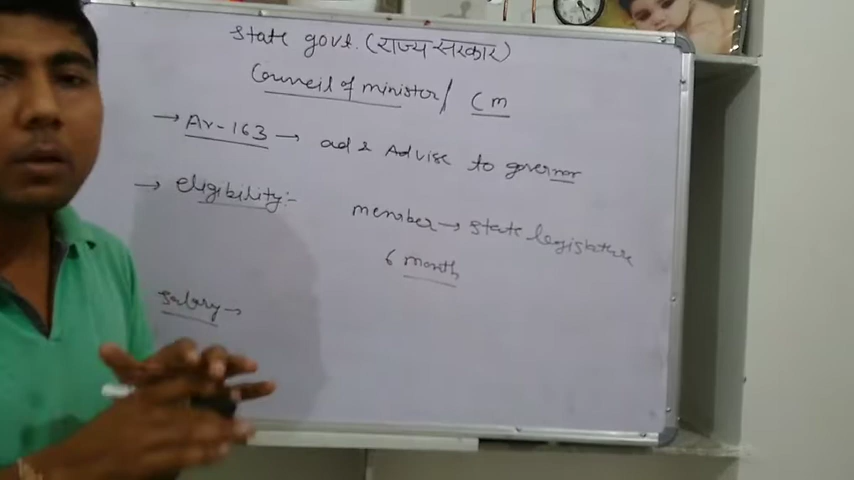 State govt. (राज्य-सरकार)
Council of minister / CM
→ Ar-163 → ad & Advise to governor
→ eligibility:-
member → state legislature
6 month
Salary →